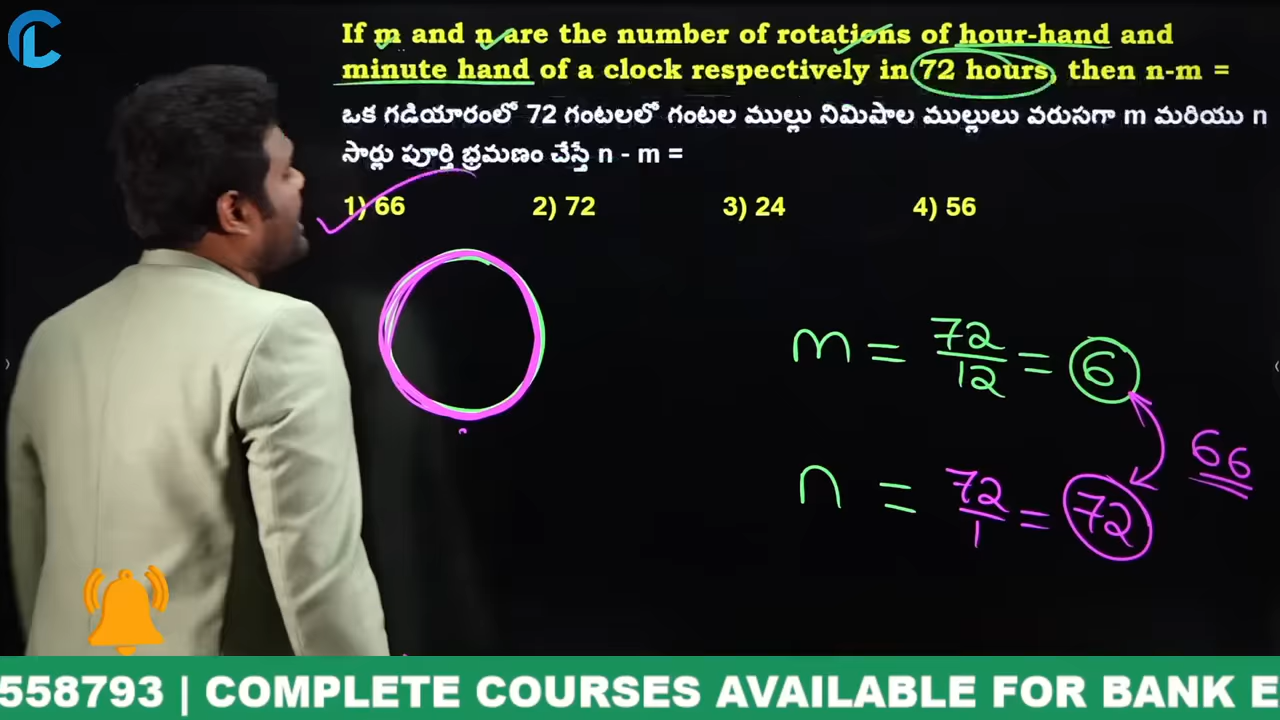 If m and n are the number of rotations of hour-hand and
minute hand of a clock respectively in 72 hours, then n-m =
ఒక గడియారంలో 72 గంటలలో గంటల ముల్లు నిమిషాల ముల్లులు వరుసగా m మరియు n
సార్లు పూర్తి భ్రమణం చేస్తే n - m =
1) 66 2) 72 3) 24 4) 56
m = 72/12 = 6
66
n = 72/1 = 72
558793 | COMPLETE COURSES AVAILABLE FOR BANK E